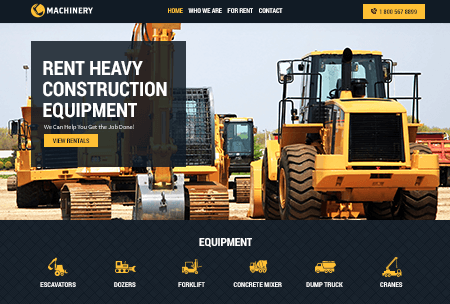 MACHINERY
HOME WHO WE ARE FOR RENT CONTACT
1 800 567 8899
RENT HEAVY
CONSTRUCTION
EQUIPMENT
We Can Help You Get the Job Done!
VIEW RENTALS
EQUIPMENT
EXCAVATORS DOZERS FORKLIFT CONCRETE MIXER DUMP TRUCK CRANES